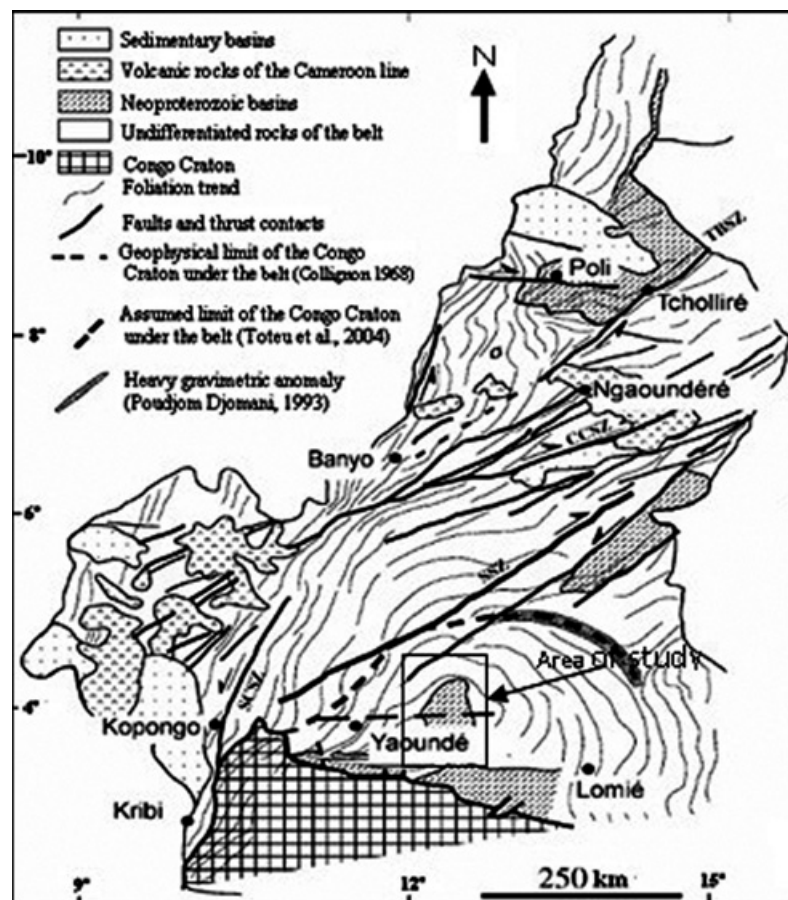 Sedimentary basins
Volcanic rocks of the Cameroon line
Neoproterozoic basins
Undifferentiated rocks of the belt
Congo Craton
Foliation trend
Faults and thrust contacts
Geophysical limit of the Congo
Craton under the belt (Collignon 1968)
Assumed limit of the Congo Craton
under the belt (Toteu et al., 2004)
Heavy gravimetric anomaly
(Poudjom Djomani, 1993)
N
10°
TBSZ
Poli
Tcholliré
8°
Ngaoundéré
CCSZ
Banyo
6°
SSZ
Area of study
SCSZ
4°
Kopongo
Yaoundé
Lomié
Kribi
9°
12°
250 km
15°